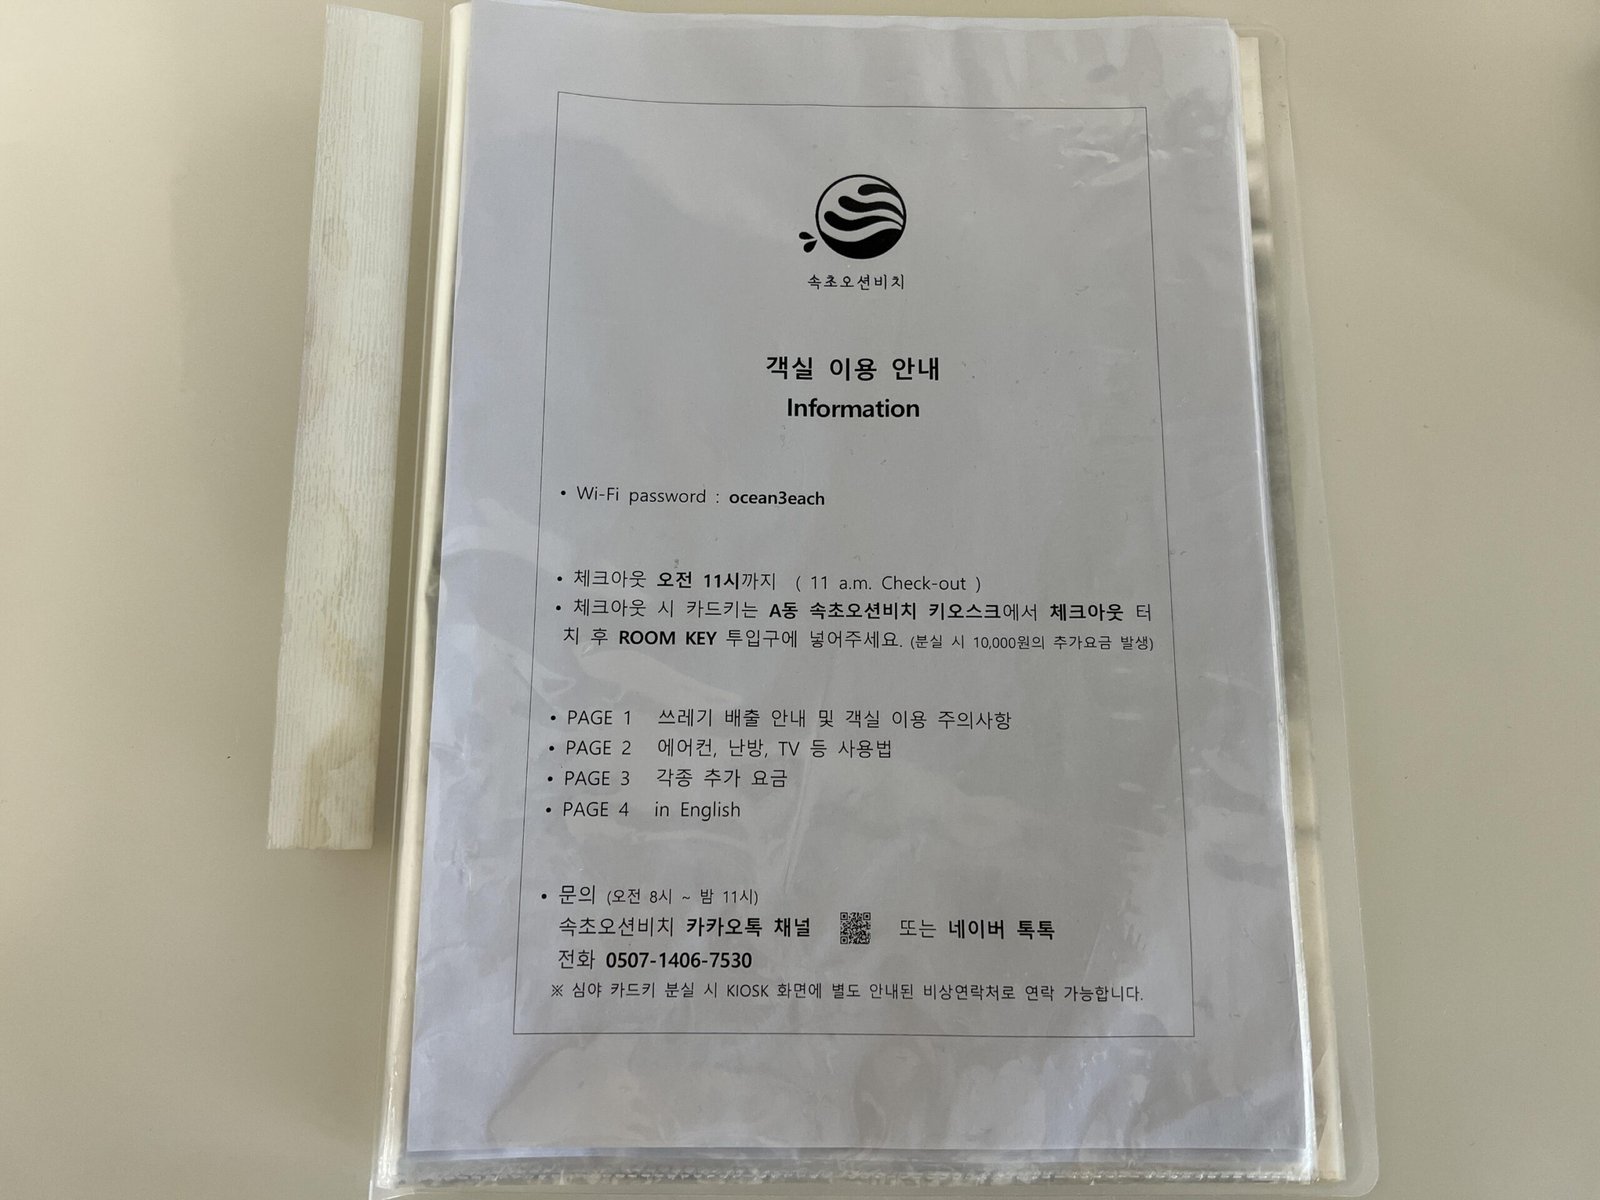 속초오션비치
객실 이용 안내
Information
• Wi-Fi password : ocean3each
• 체크아웃 오전 11시까지 ( 11 a.m. Check-out )
• 체크아웃 시 카드키는 A동 속초오션비치 키오스크에서 체크아웃 터
치 후 ROOM KEY 투입구에 넣어주세요. (분실 시 10,000원의 추가요금 발생)
• PAGE 1 쓰레기 배출 안내 및 객실 이용 주의사항
• PAGE 2 에어컨, 난방, TV 등 사용법
• PAGE 3 각종 추가 요금
• PAGE 4 in English
• 문의 (오전 8시 ~ 밤 11시)
속초오션비치 카카오톡 채널 또는 네이버 톡톡
전화 0507-1406-7530
※ 심야 카드키 분실 시 KIOSK 화면에 별도 안내된 비상연락처로 연락 가능합니다.